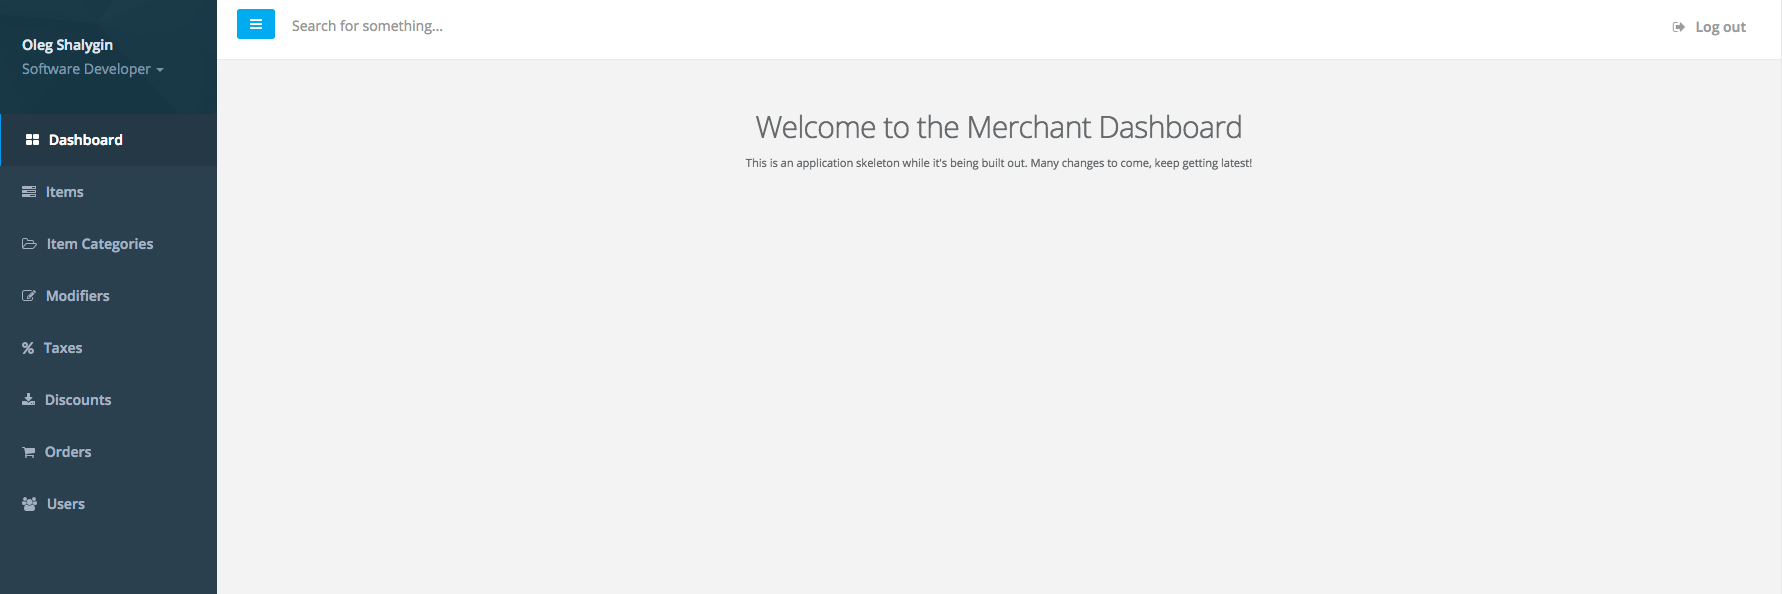 Oleg Shalygin
Software Developer
Dashboard
Items
Item Categories
Modifiers
Taxes
Discounts
Orders
Users
Search for something...
Log out
Welcome to the Merchant Dashboard
This is an application skeleton while it's being built out. Many changes to come, keep getting latest!